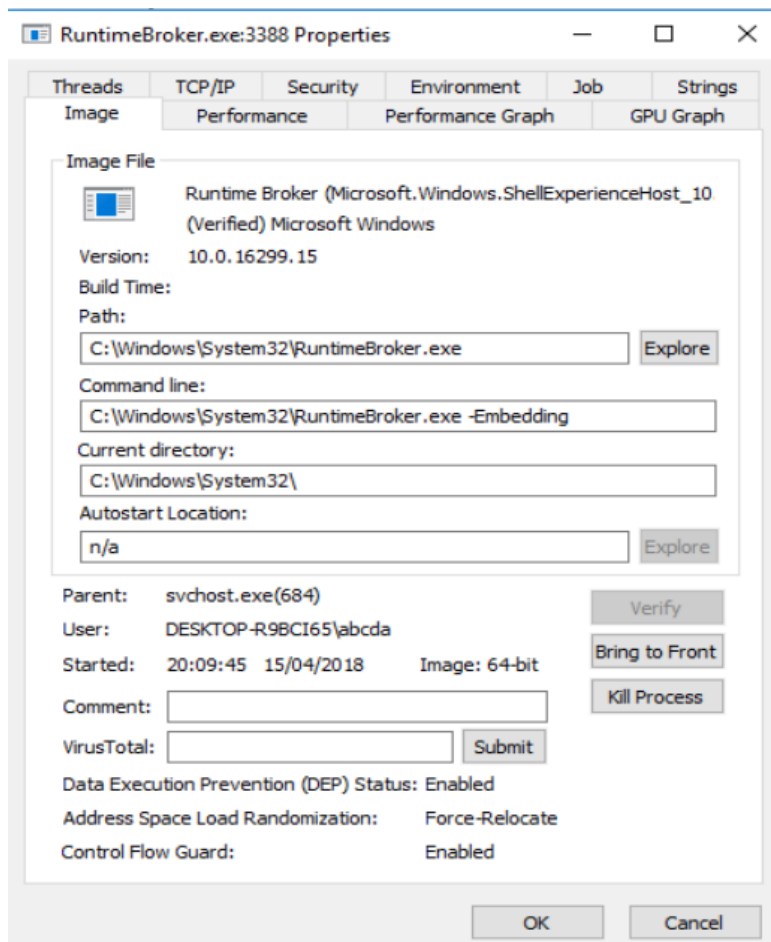 RuntimeBroker.exe:3388 Properties
Threads TCP/IP Security Environment Job Strings
Image Performance Performance Graph GPU Graph
Image File
Runtime Broker (Microsoft.Windows.ShellExperienceHost_10
(Verified) Microsoft Windows
Version: 10.0.16299.15
Build Time:
Path:
C:\Windows\System32\RuntimeBroker.exe Explore
Command line:
C:\Windows\System32\RuntimeBroker.exe -Embedding
Current directory:
C:\Windows\System32\
Autostart Location:
n/a Explore
Parent: svchost.exe(684)
Verify
User: DESKTOP-R9BCI65\abcda
Bring to Front
Started: 20:09:45 15/04/2018 Image: 64-bit
Kill Process
Comment:
VirusTotal: Submit
Data Execution Prevention (DEP) Status: Enabled
Address Space Load Randomization: Force-Relocate
Control Flow Guard: Enabled
OK Cancel